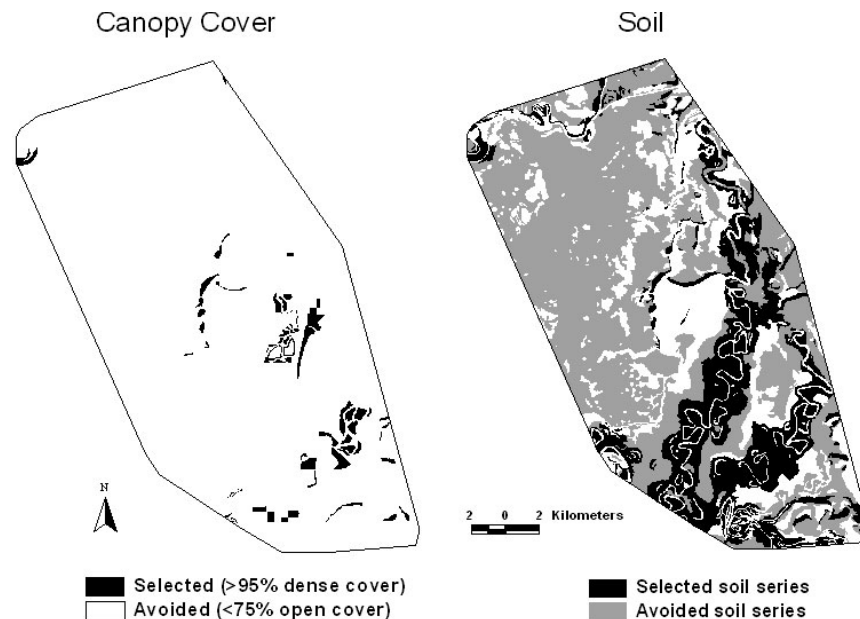 Canopy Cover
Soil
N
2 0 2 Kilometers
Selected (>95% dense cover)
Avoided (<75% open cover)
Selected soil series
Avoided soil series